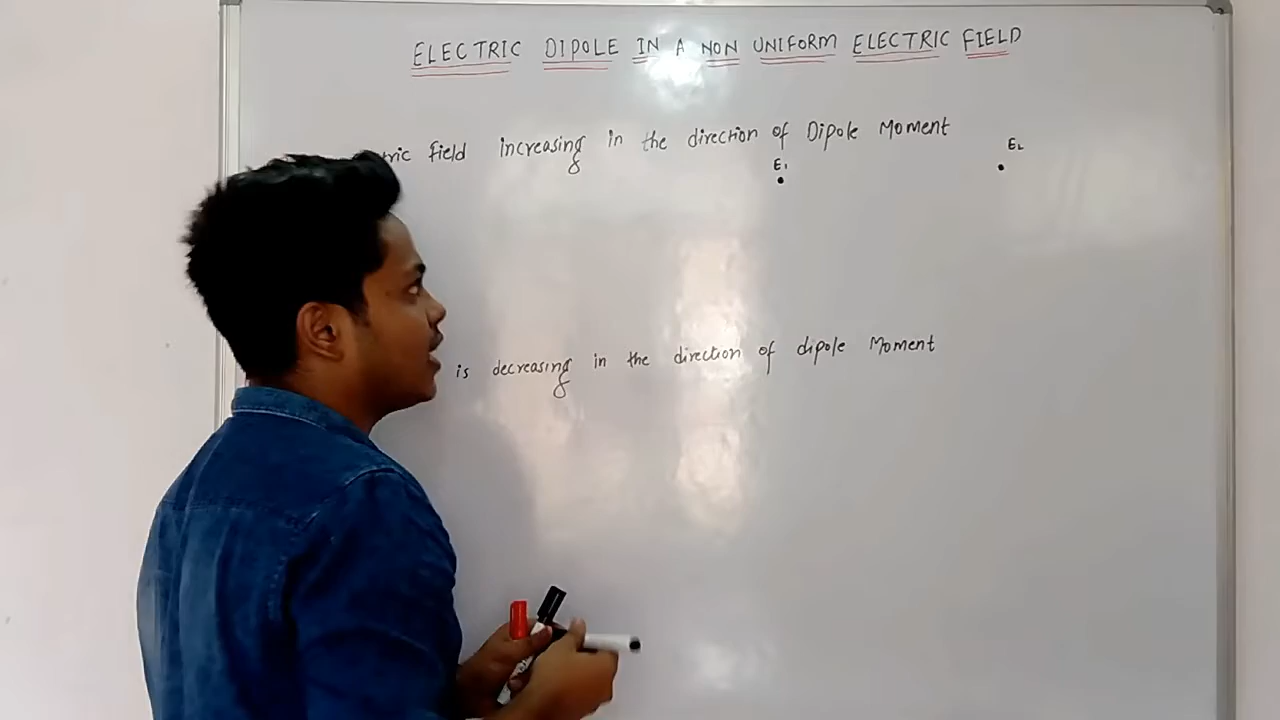 ELECTRIC DIPOLE IN A NON UNIFORM ELECTRIC FIELD
field increasing in the direction of Dipole Moment
E₁
E₂
is decreasing in the direction of dipole Moment